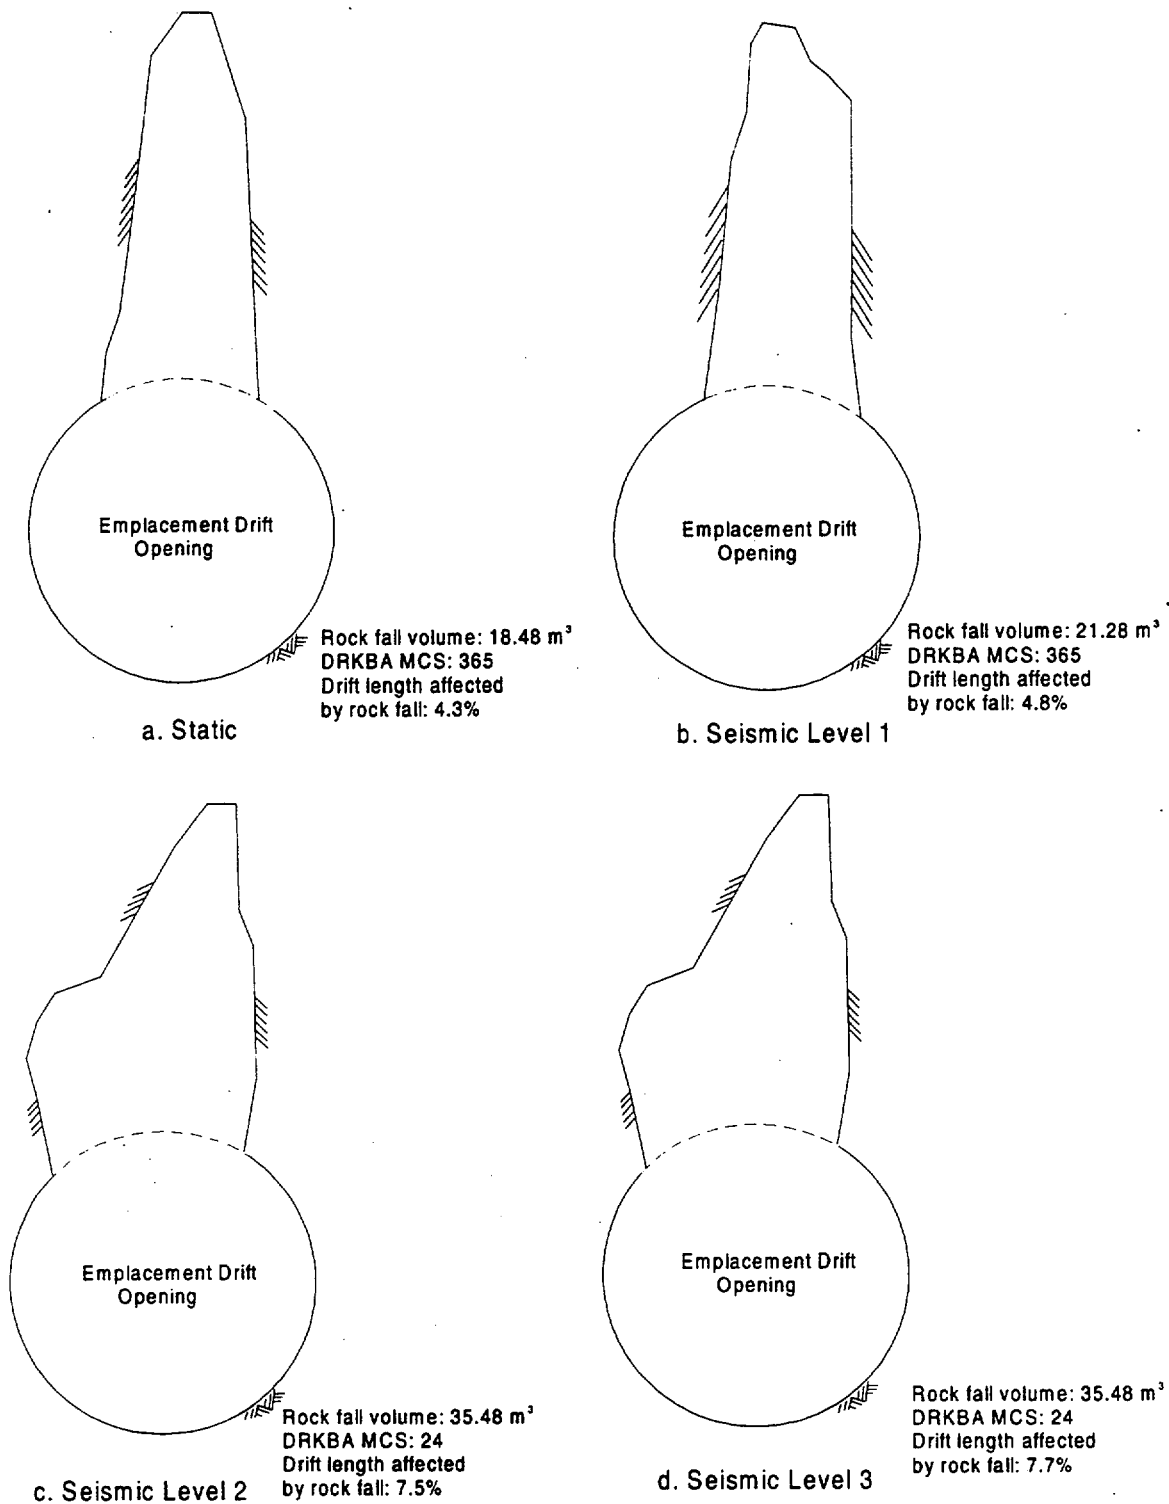 Emplacement Drift
Opening
Rock fall volume: 18.48 m³
DRKBA MCS: 365
Drift length affected
by rock fall: 4.3%
a. Static
Emplacement Drift
Opening
Rock fall volume: 21.28 m³
DRKBA MCS: 365
Drift length affected
by rock fall: 4.8%
b. Seismic Level 1
Emplacement Drift
Opening
Rock fall volume: 35.48 m³
DRKBA MCS: 24
Drift length affected
by rock fall: 7.5%
c. Seismic Level 2
Emplacement Drift
Opening
Rock fall volume: 35.48 m³
DRKBA MCS: 24
Drift length affected
by rock fall: 7.7%
d. Seismic Level 3